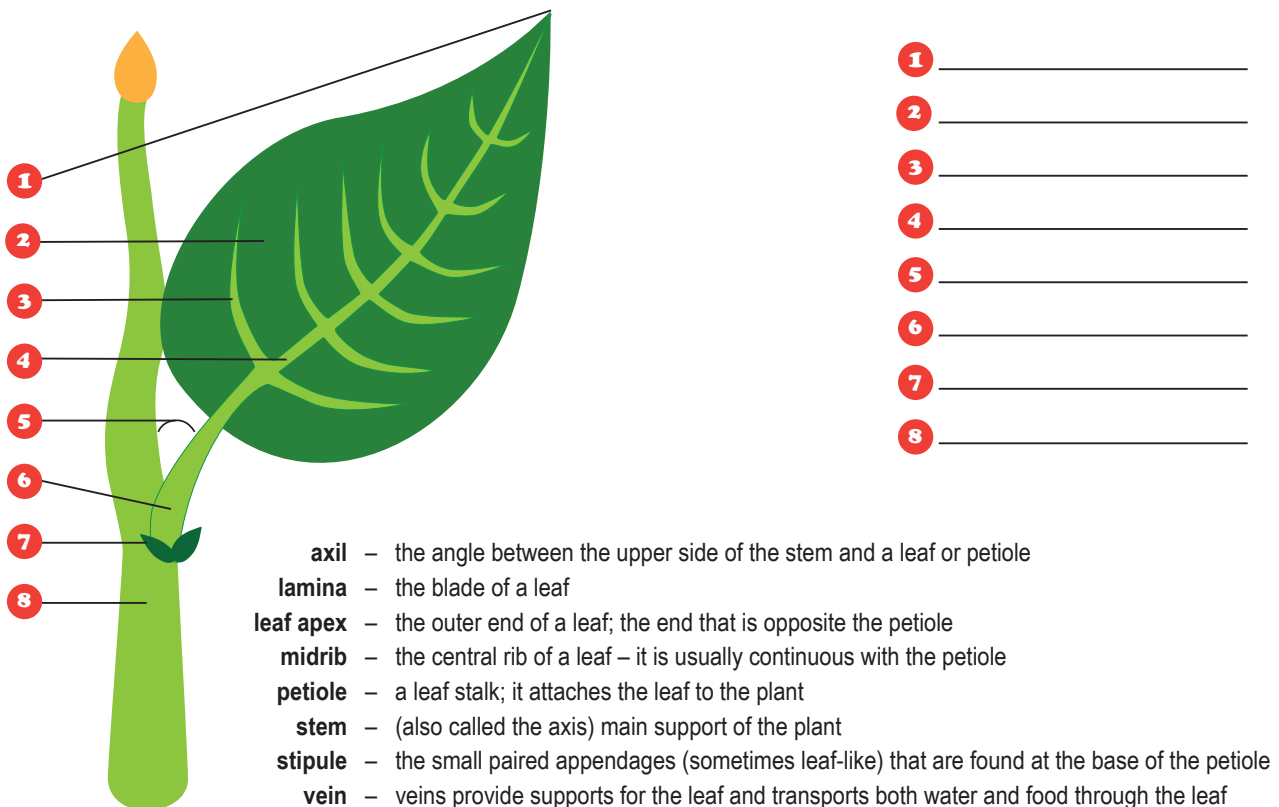 1
2
3
4
5
6
7
8
1
2
3
4
5
6
7
8
axil – the angle between the upper side of the stem and a leaf or petiole
lamina – the blade of a leaf
leaf apex – the outer end of a leaf; the end that is opposite the petiole
midrib – the central rib of a leaf – it is usually continuous with the petiole
petiole – a leaf stalk; it attaches the leaf to the plant
stem – (also called the axis) main support of the plant
stipule – the small paired appendages (sometimes leaf-like) that are found at the base of the petiole
vein – veins provide supports for the leaf and transports both water and food through the leaf